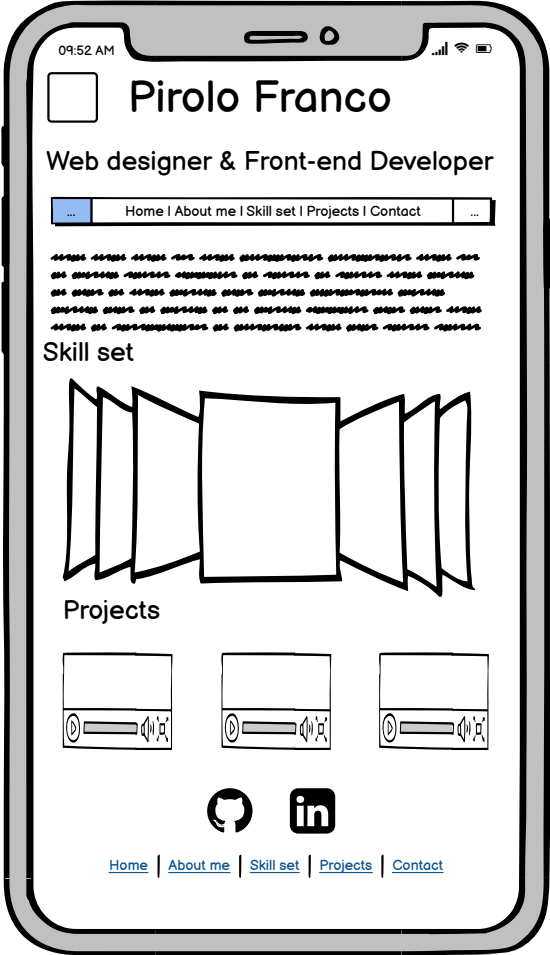 09:52 AM
Pirolo Franco
Web designer & Front-end Developer
... Home | About me | Skill set | Projects | Contact ...
Skill set
Projects
in
Home | About me | Skill set | Projects | Contact